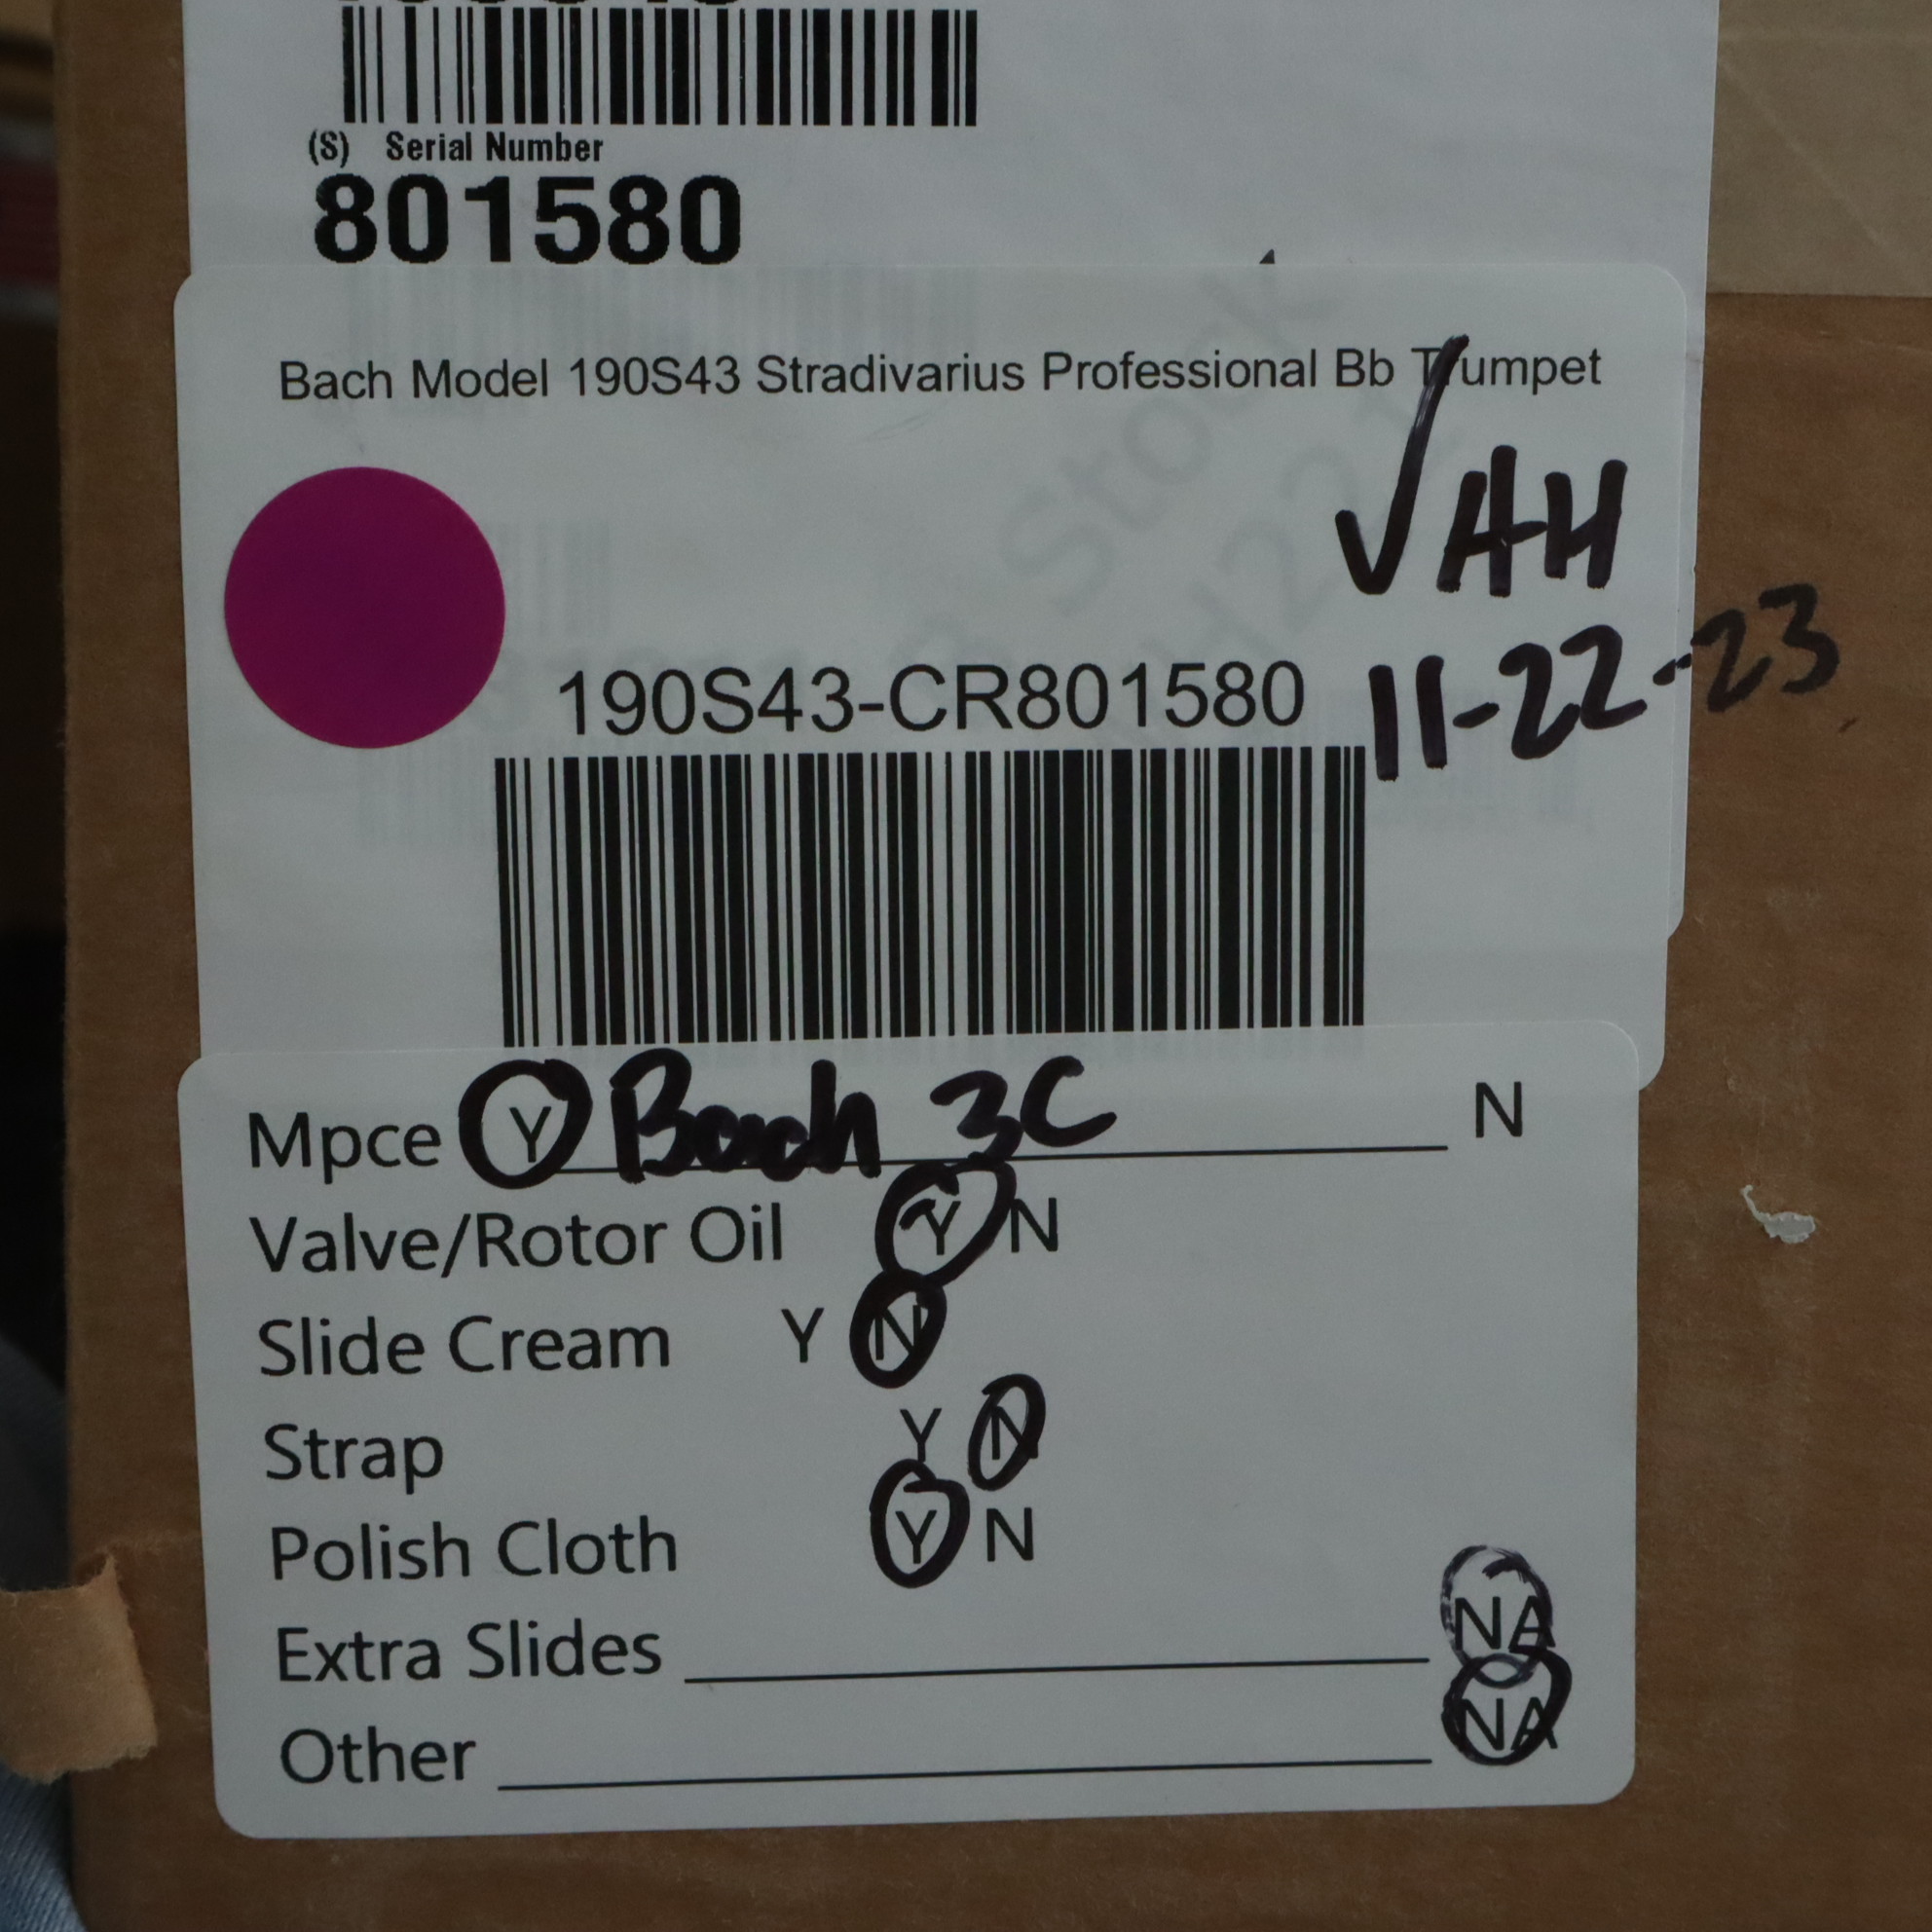 (S) Serial Number
801580
Bach Model 190S43 Stradivarius Professional Bb Trumpet
√AH
190S43-CR801580
11-22-23
Mpce Y Bach 3C N
Valve/Rotor Oil Y N
Slide Cream Y N
Strap Y N
Polish Cloth Y N
Extra Slides NA
Other NA